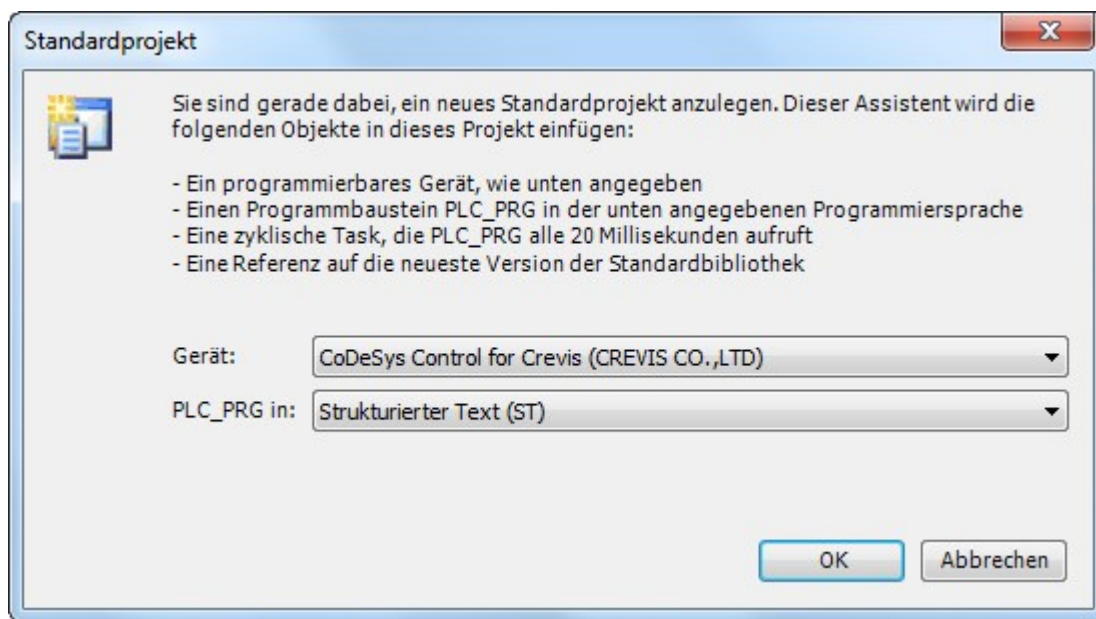 Standardprojekt
Sie sind gerade dabei, ein neues Standardprojekt anzulegen. Dieser Assistent wird die
folgenden Objekte in dieses Projekt einfügen:
- Ein programmierbares Gerät, wie unten angegeben
- Einen Programmbaustein PLC_PRG in der unten angegebenen Programmiersprache
- Eine zyklische Task, die PLC_PRG alle 20 Millisekunden aufruft
- Eine Referenz auf die neueste Version der Standardbibliothek
Gerät: CoDeSys Control for Crevis (CREVIS CO.,LTD)
PLC_PRG in: Strukturierter Text (ST)
OK Abbrechen